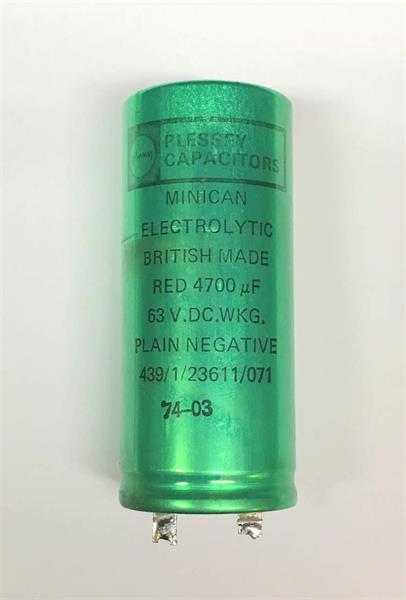 PLESSEY
CAPACITORS
MINICAN
ELECTROLYTIC
BRITISH MADE
RED 4700 µF
63 V.DC.WKG.
PLAIN NEGATIVE
439/1/23611/071
74-03